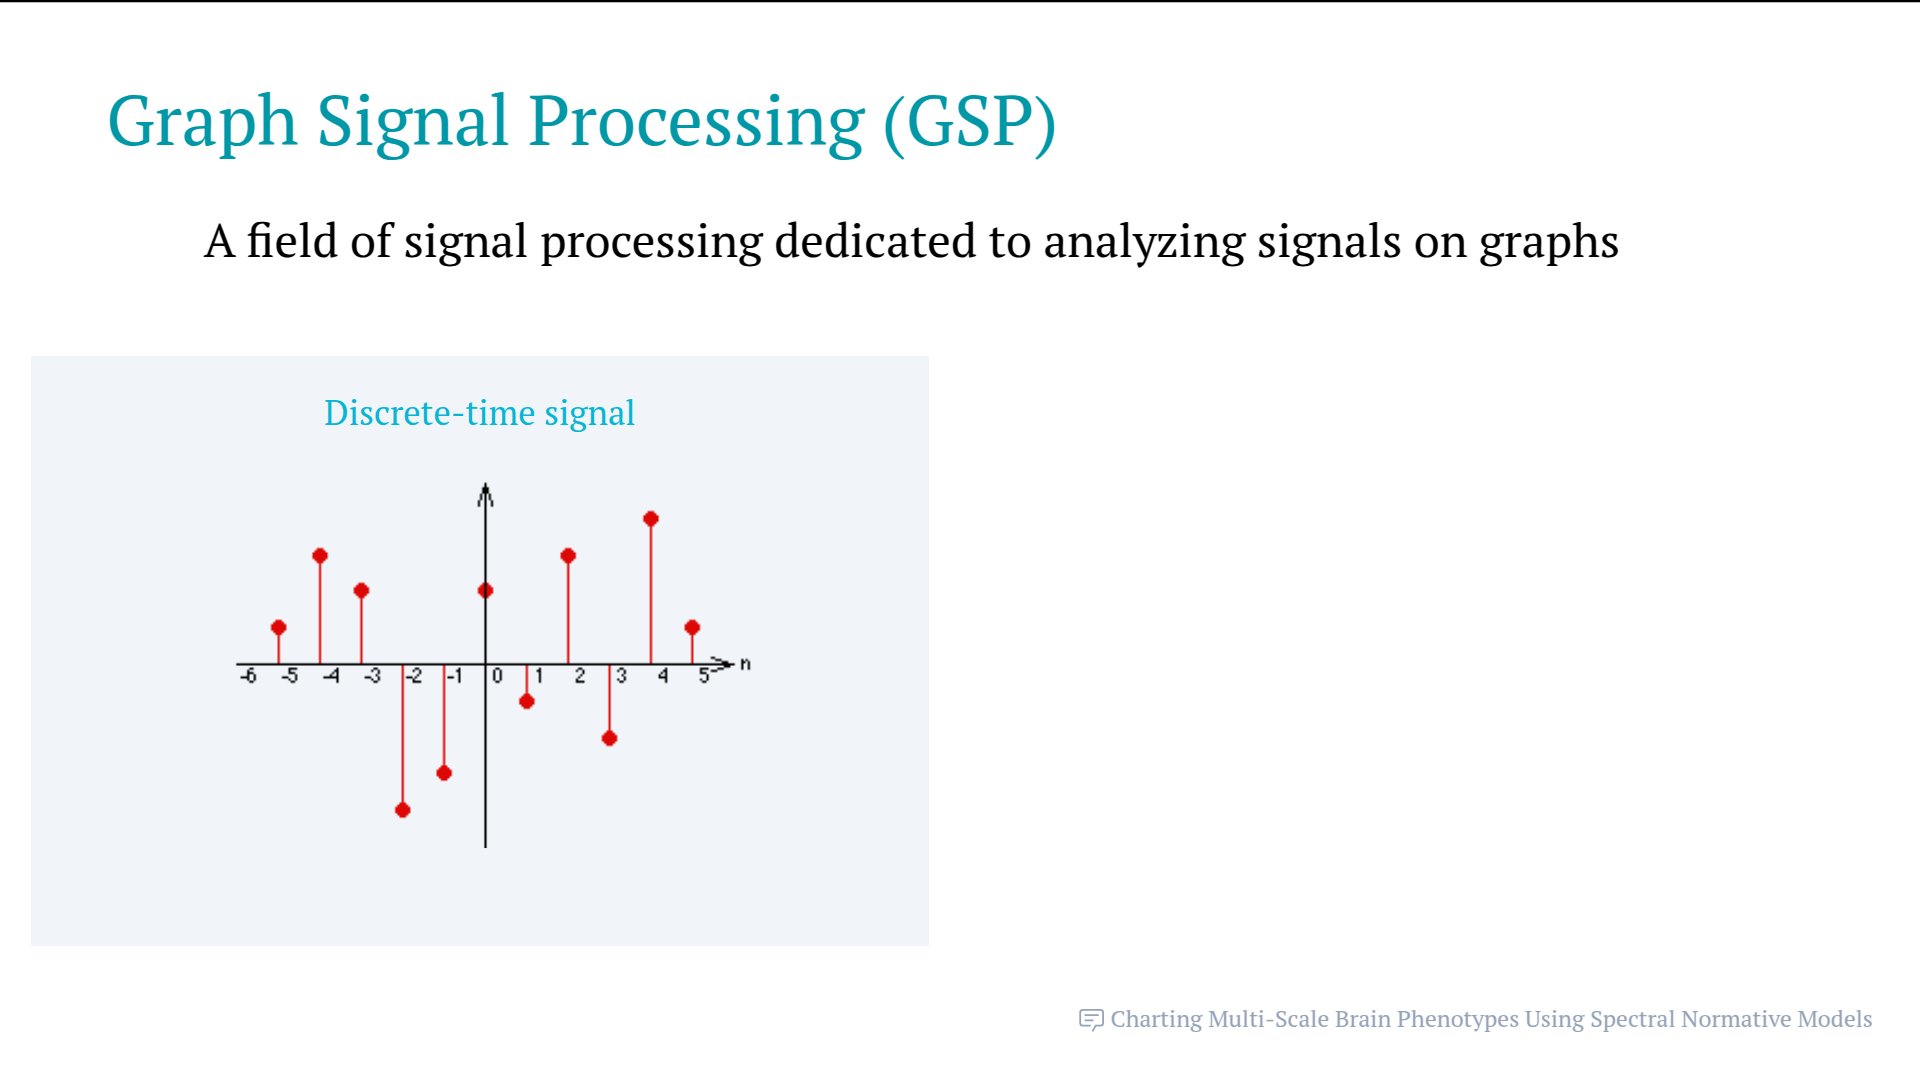 Graph Signal Processing (GSP)
A field of signal processing dedicated to analyzing signals on graphs
Discrete-time signal
n
-6 -5 -4 -3 -2 -1 0 1 2 3 4 5
Charting Multi-Scale Brain Phenotypes Using Spectral Normative Models